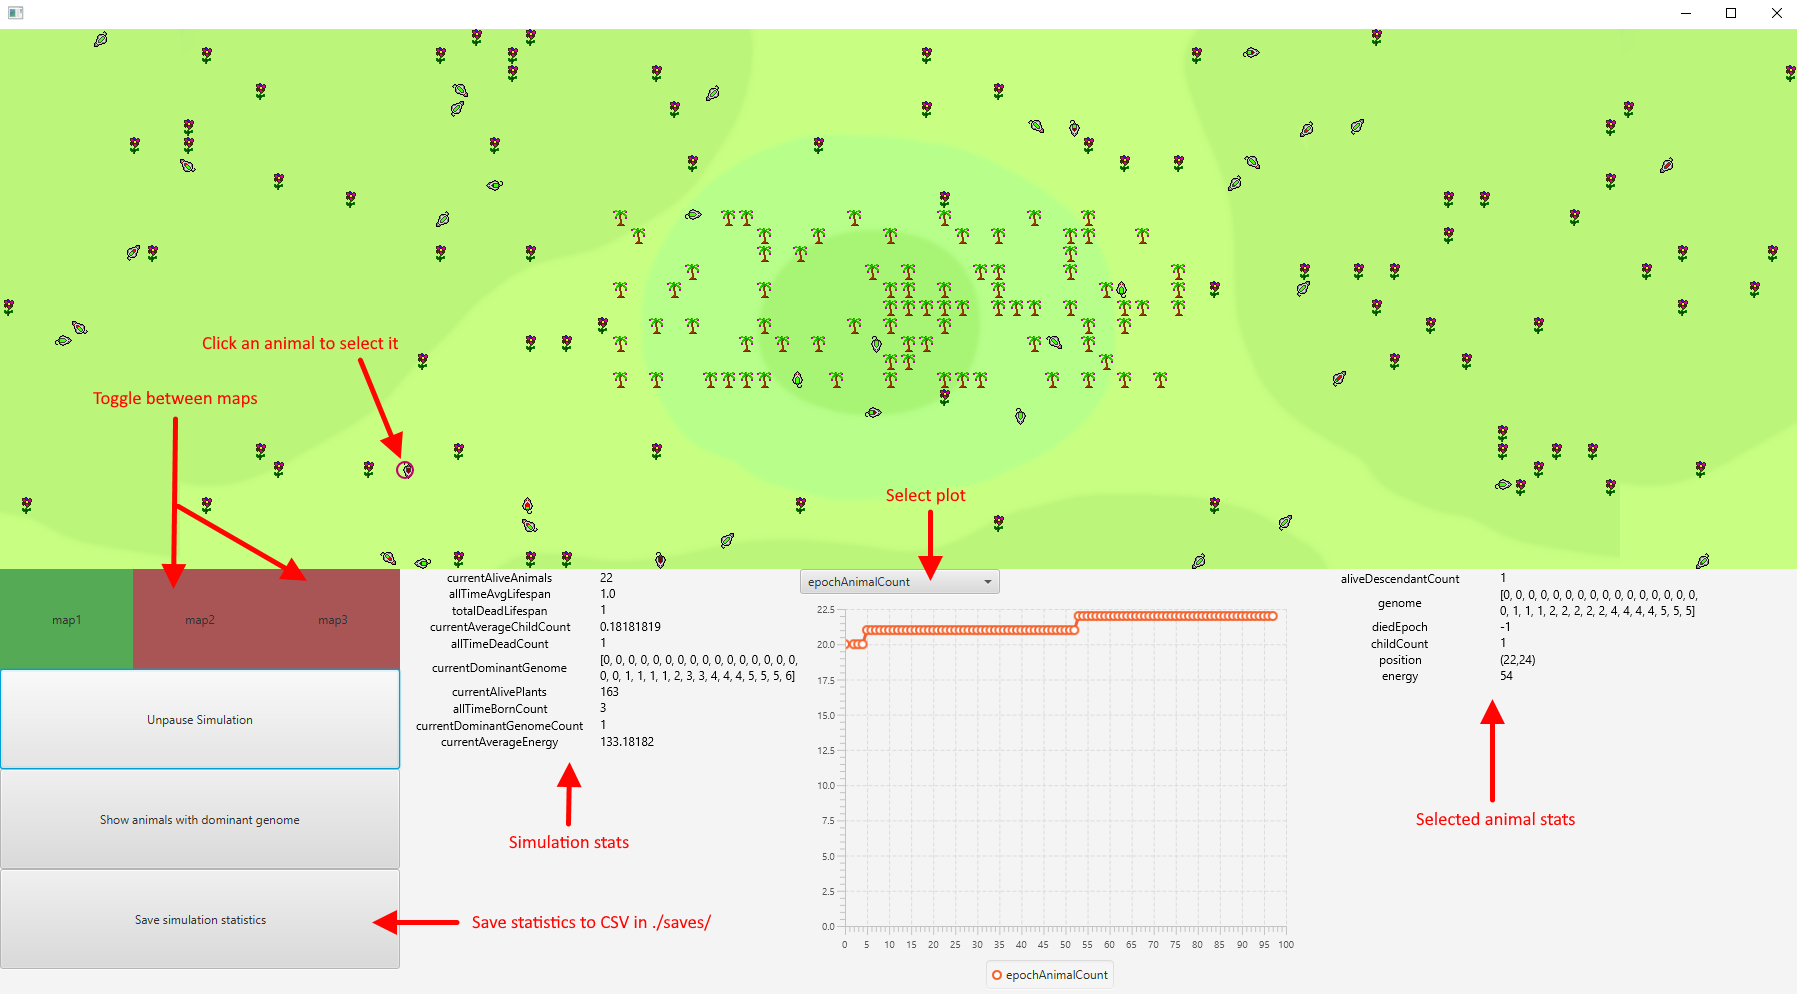 Click an animal to select it
Toggle between maps
Select plot
map1
map2
map3
Unpause Simulation
Show animals with dominant genome
Save simulation statistics
currentAliveAnimals 22
allTimeAvgLifespan 1.0
totalDeadLifespan 1
currentAverageChildCount 0.18181819
allTimeDeadCount 1
currentDominantGenome [0, 0, 0, 0, 0, 0, 0, 0, 0, 0, 0, 0, 0, 0, 0, 0,
0, 0, 1, 1, 1, 1, 2, 3, 3, 4, 4, 4, 5, 5, 5, 6]
currentAlivePlants 163
allTimeBornCount 3
currentDominantGenomeCount 1
currentAverageEnergy 133.18182
Simulation stats
Save statistics to CSV in ./saves/
epochAnimalCount
22.5
20.0
17.5
15.0
12.5
10.0
7.5
5.0
2.5
0.0
0 5 10 15 20 25 30 35 40 45 50 55 60 65 70 75 80 85 90 95 100
epochAnimalCount
aliveDescendantCount 1
genome [0, 0, 0, 0, 0, 0, 0, 0, 0, 0, 0, 0, 0, 0, 0, 0,
0, 1, 1, 1, 2, 2, 2, 2, 2, 4, 4, 4, 4, 5, 5, 5]
diedEpoch -1
childCount 1
position (22,24)
energy 54
Selected animal stats